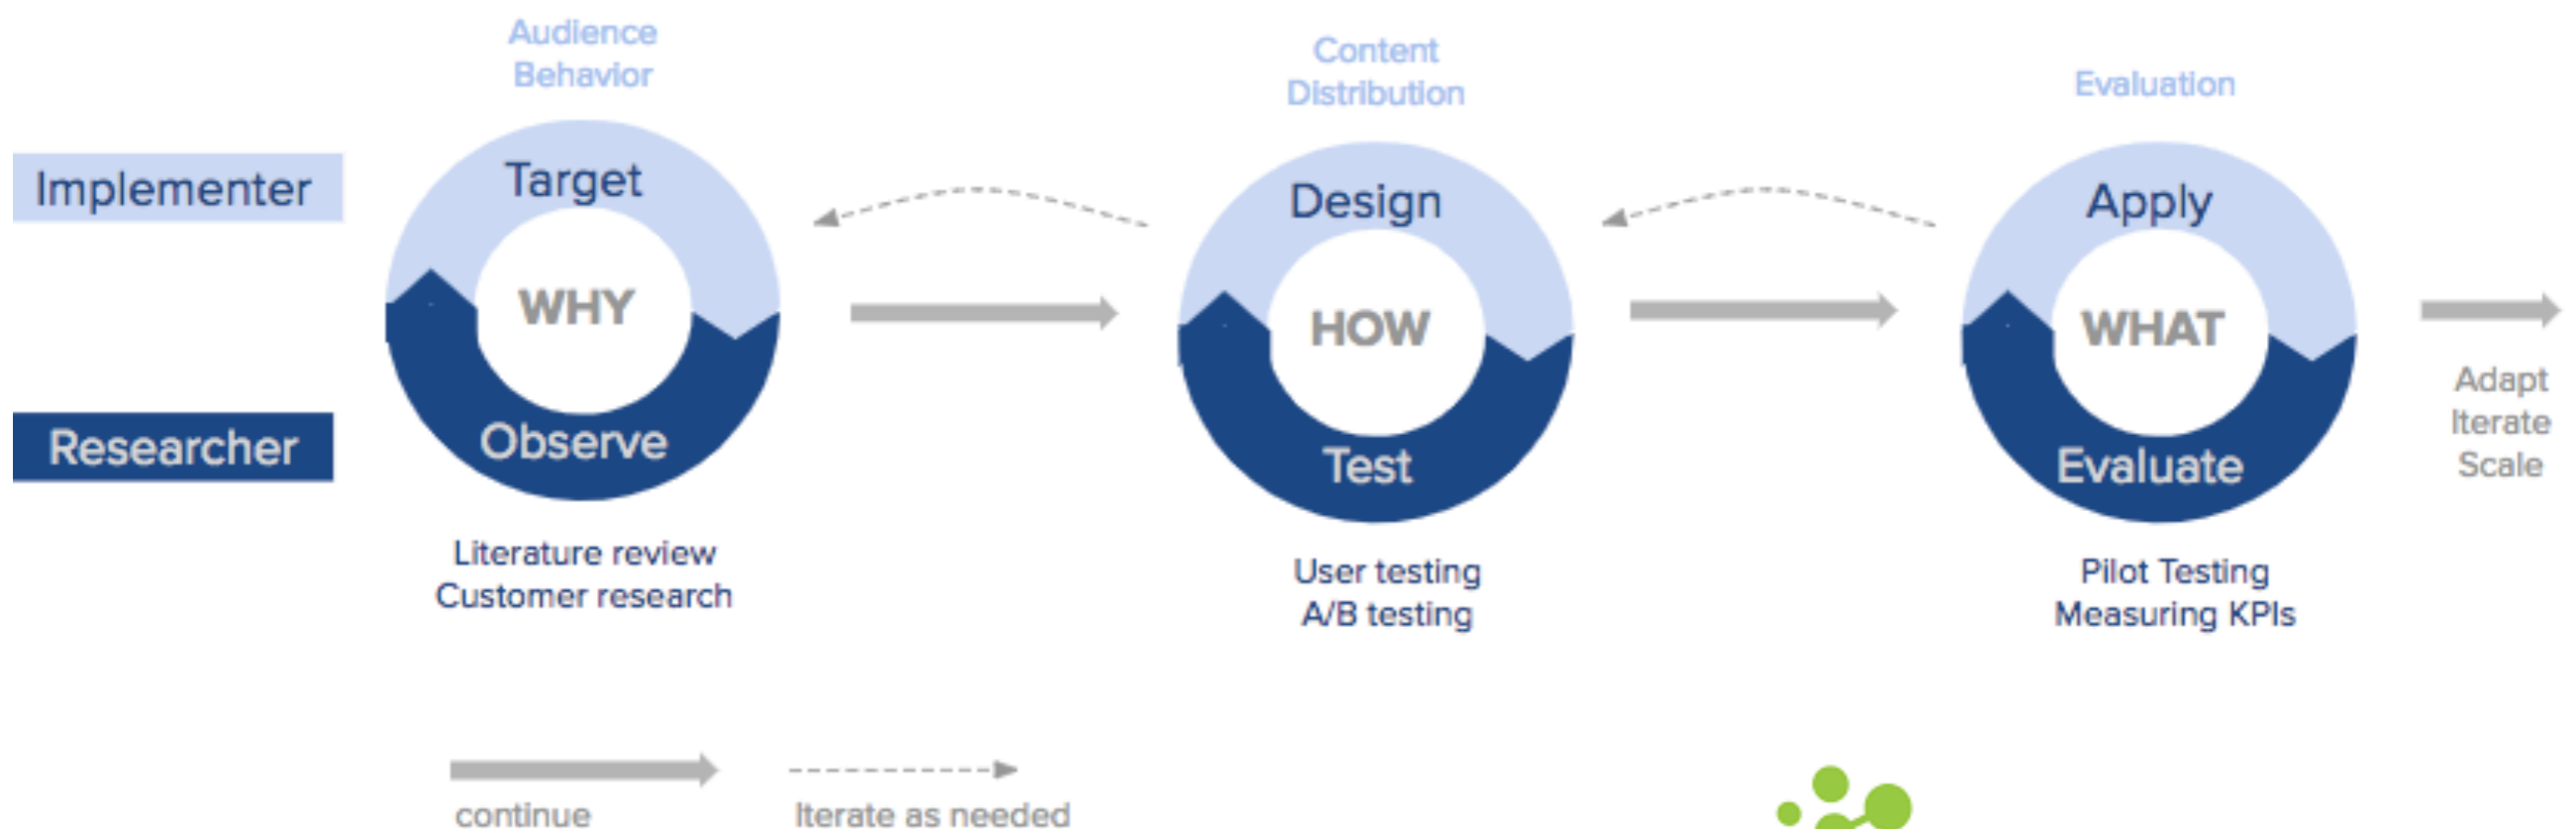 Audience
Behavior
Content
Distribution
Evaluation
Implementer
Target
Design
Apply
WHY
HOW
WHAT
Researcher
Observe
Test
Evaluate
Adapt
Iterate
Scale
Literature review
Customer research
User testing
A/B testing
Pilot Testing
Measuring KPIs
continue
Iterate as needed